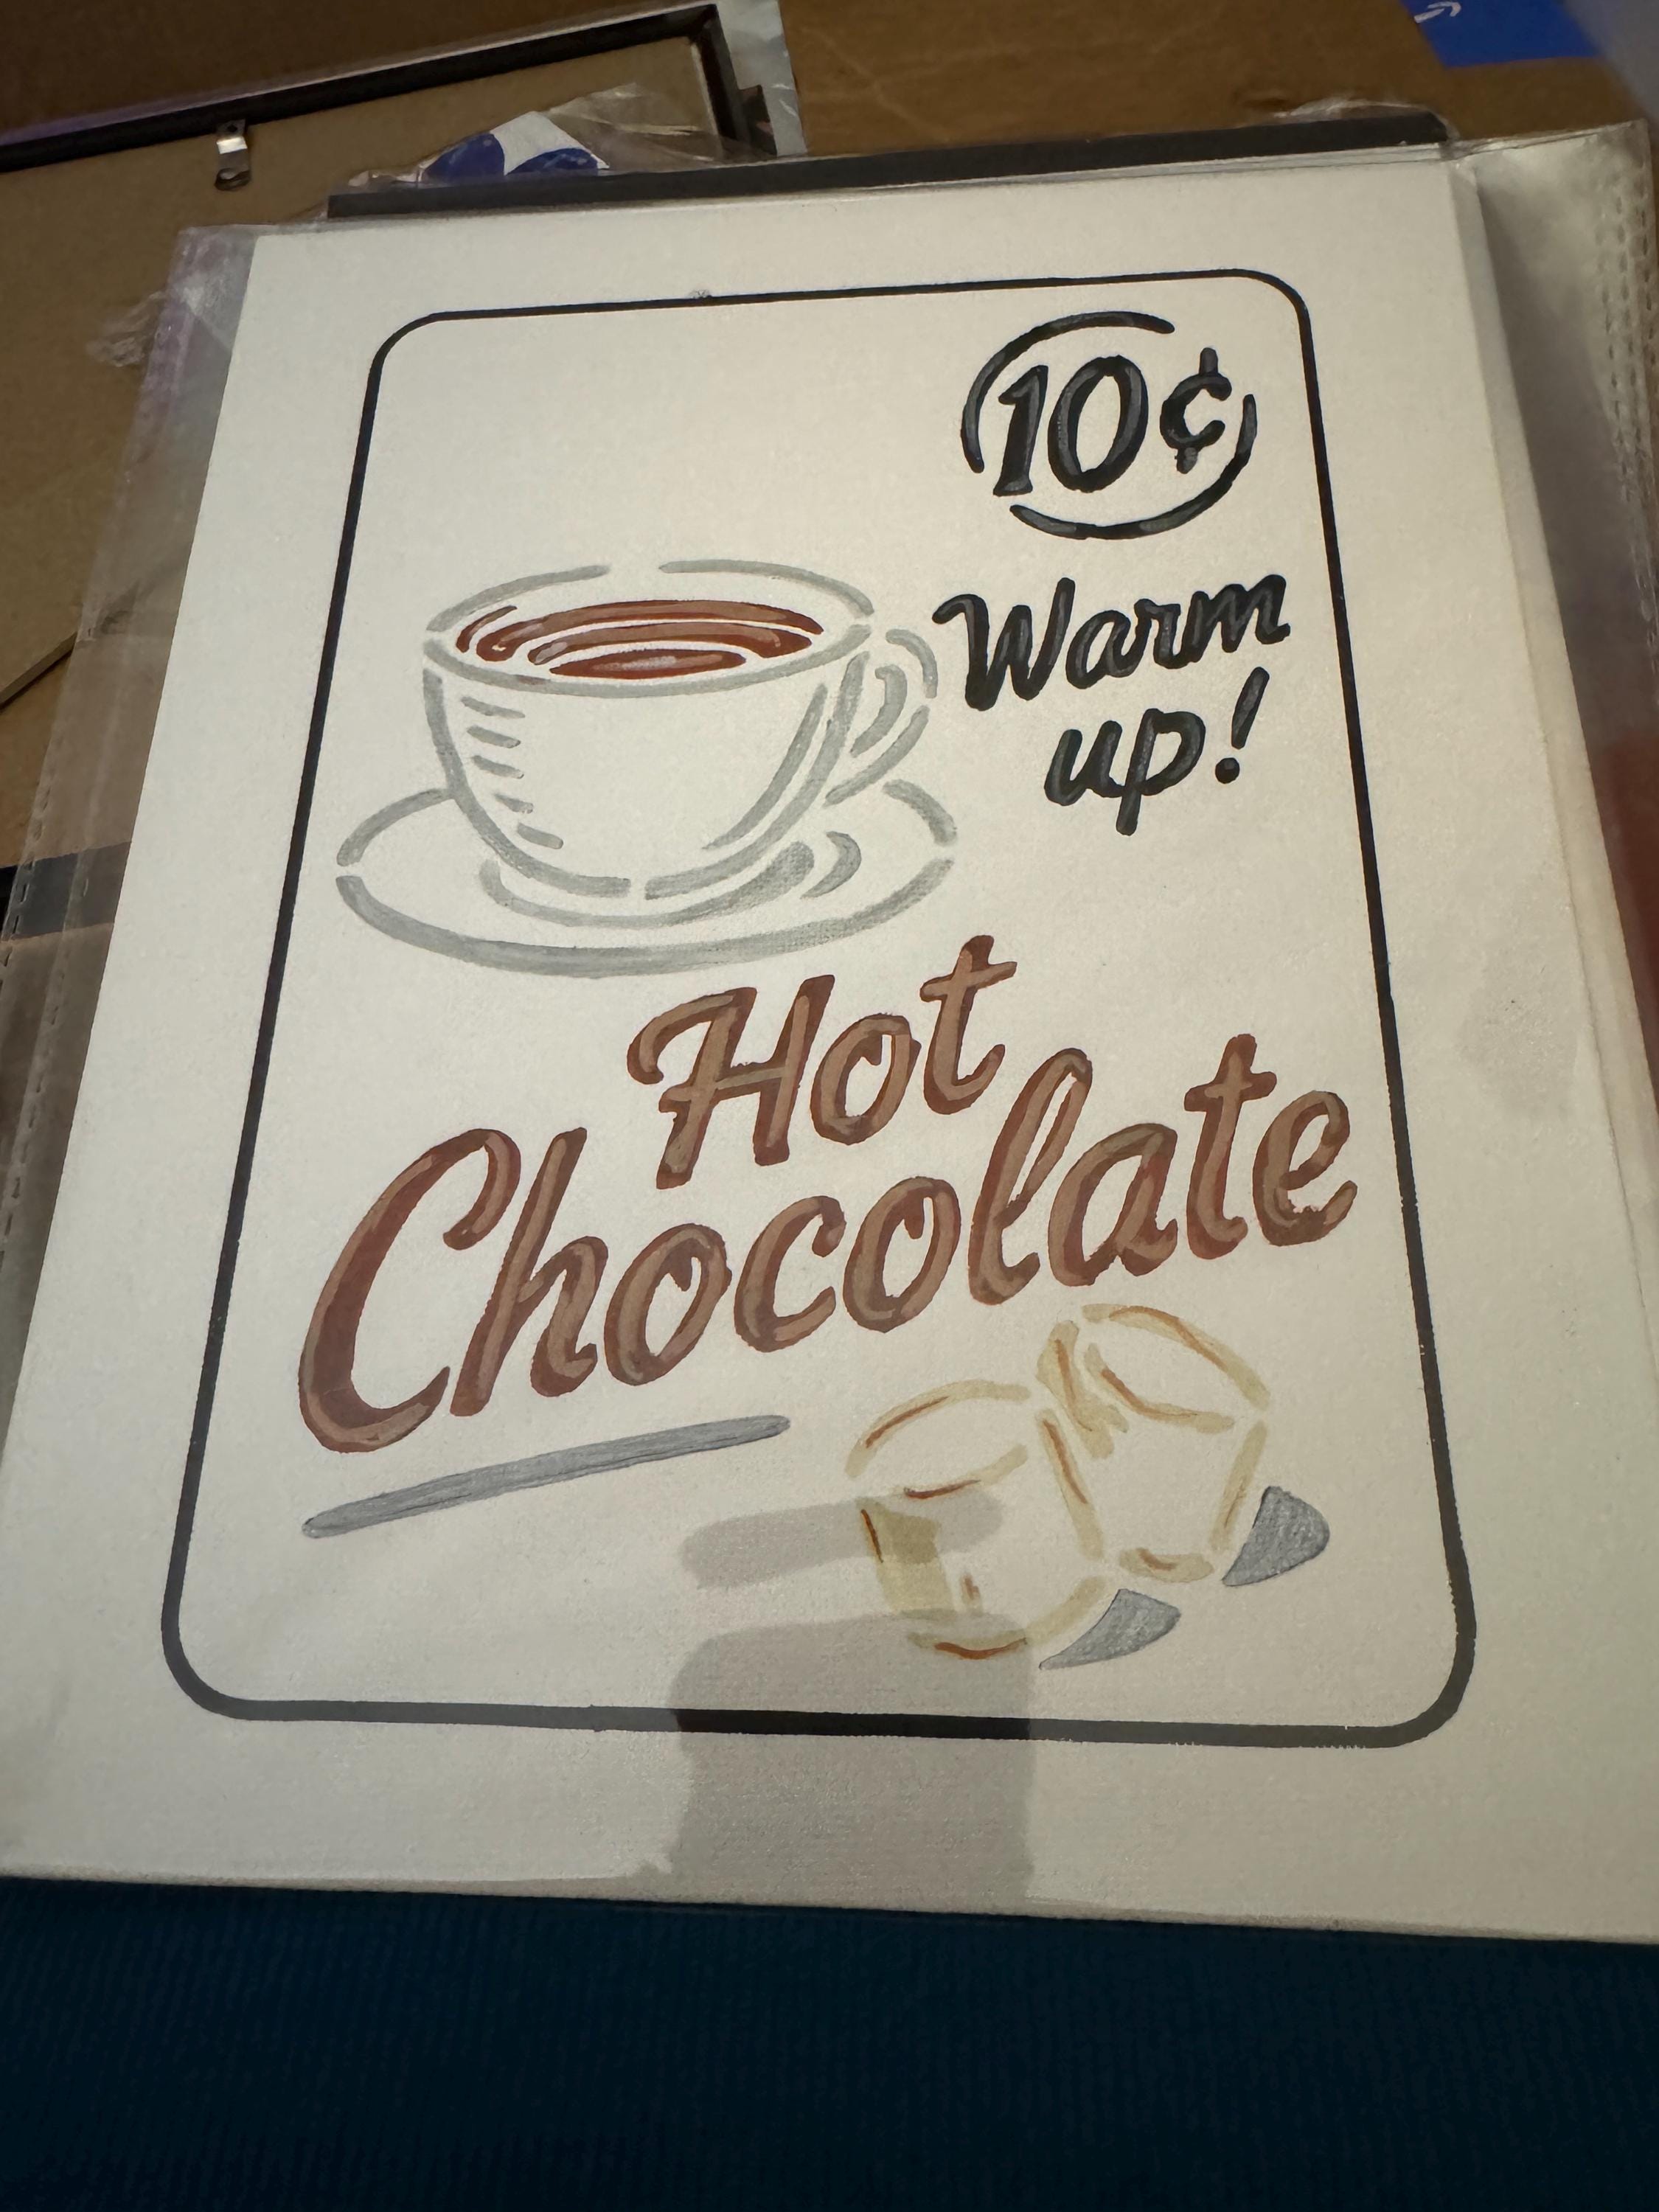 10¢
Warm
up!
Hot
Chocolate